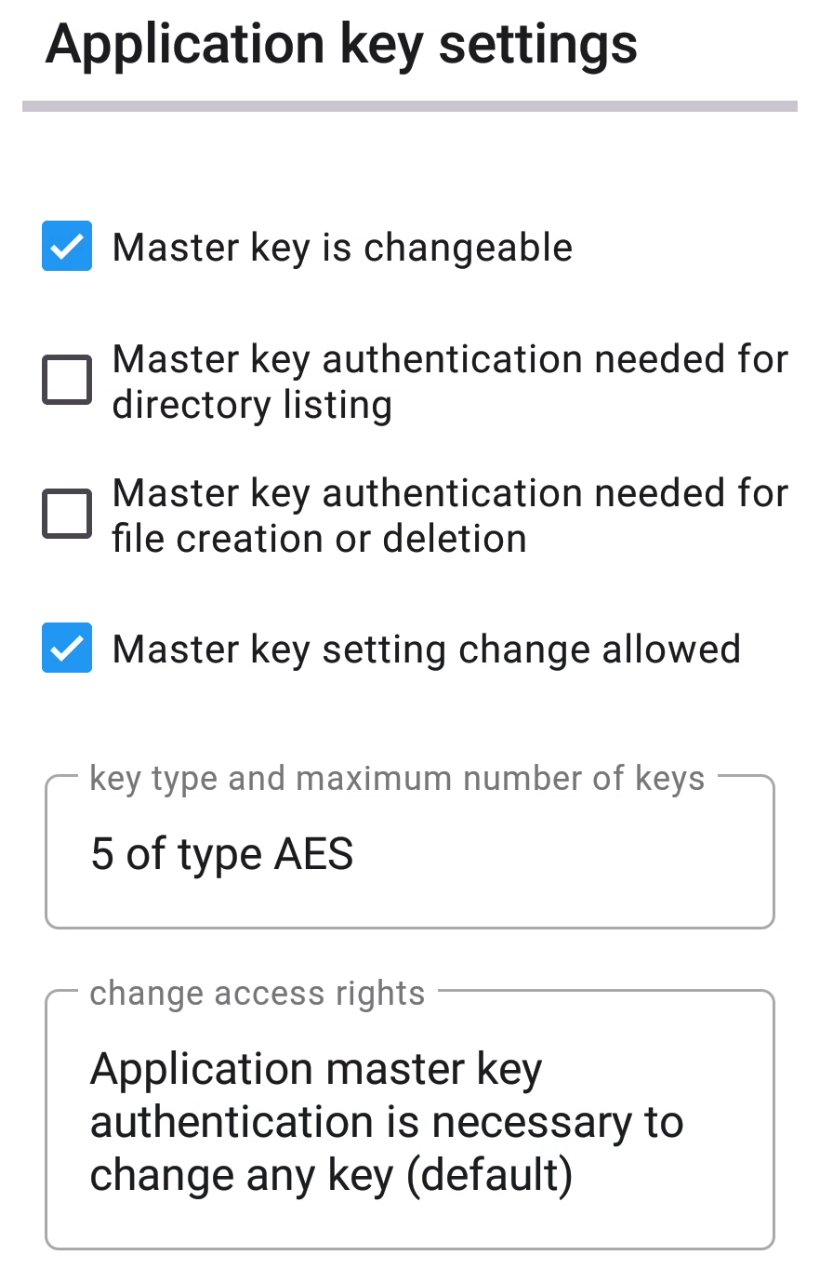 Application key settings
Master key is changeable
Master key authentication needed for
directory listing
Master key authentication needed for
file creation or deletion
Master key setting change allowed
key type and maximum number of keys
5 of type AES
change access rights
Application master key
authentication is necessary to
change any key (default)